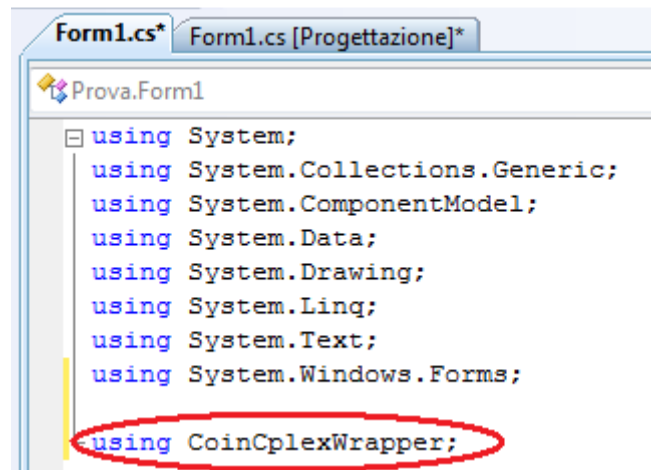 Form1.cs* Form1.cs [Progettazione]*
Prova.Form1
using System;
using System.Collections.Generic;
using System.ComponentModel;
using System.Data;
using System.Drawing;
using System.Linq;
using System.Text;
using System.Windows.Forms;
using CoinCplexWrapper;